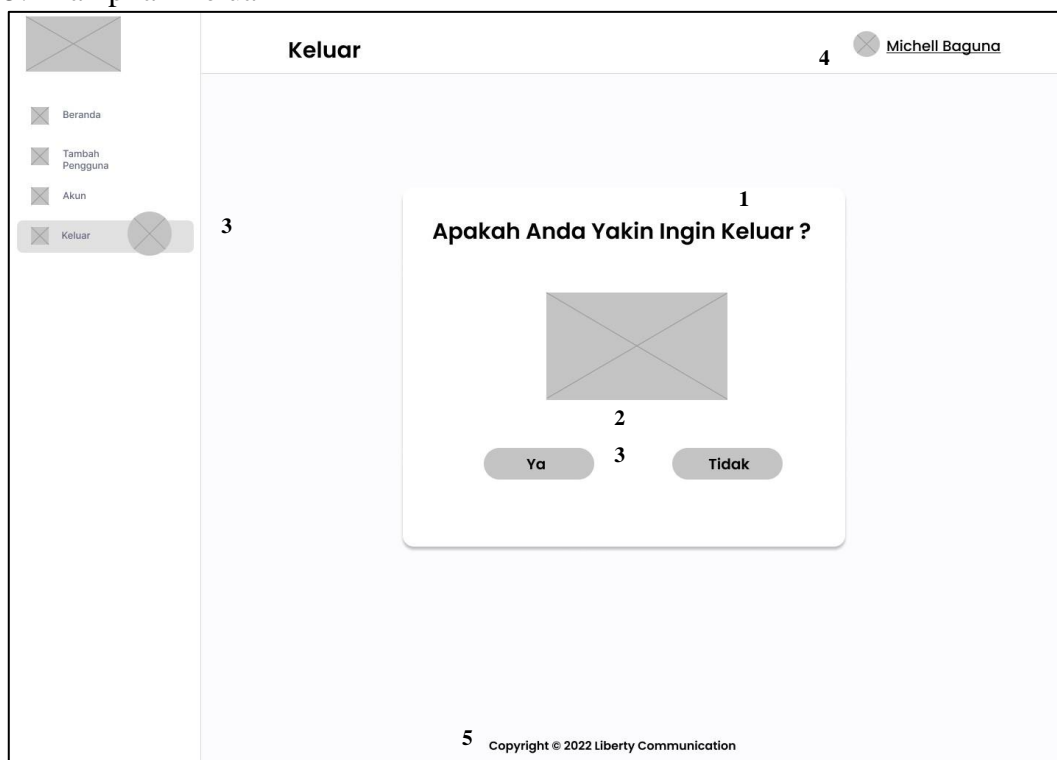 Keluar
4
Michell Baguna
Beranda
Tambah
Pengguna
Akun
Keluar
3
1
Apakah Anda Yakin Ingin Keluar ?
2
Ya
3
Tidak
5
Copyright © 2022 Liberty Communication